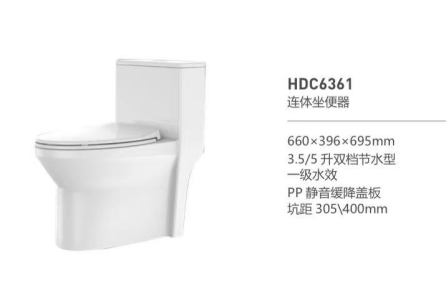 HDC6361
连体坐便器
660×396×695mm
3.5/5 升双档节水型
一级水效
PP 静音缓降盖板
坑距 305\400mm